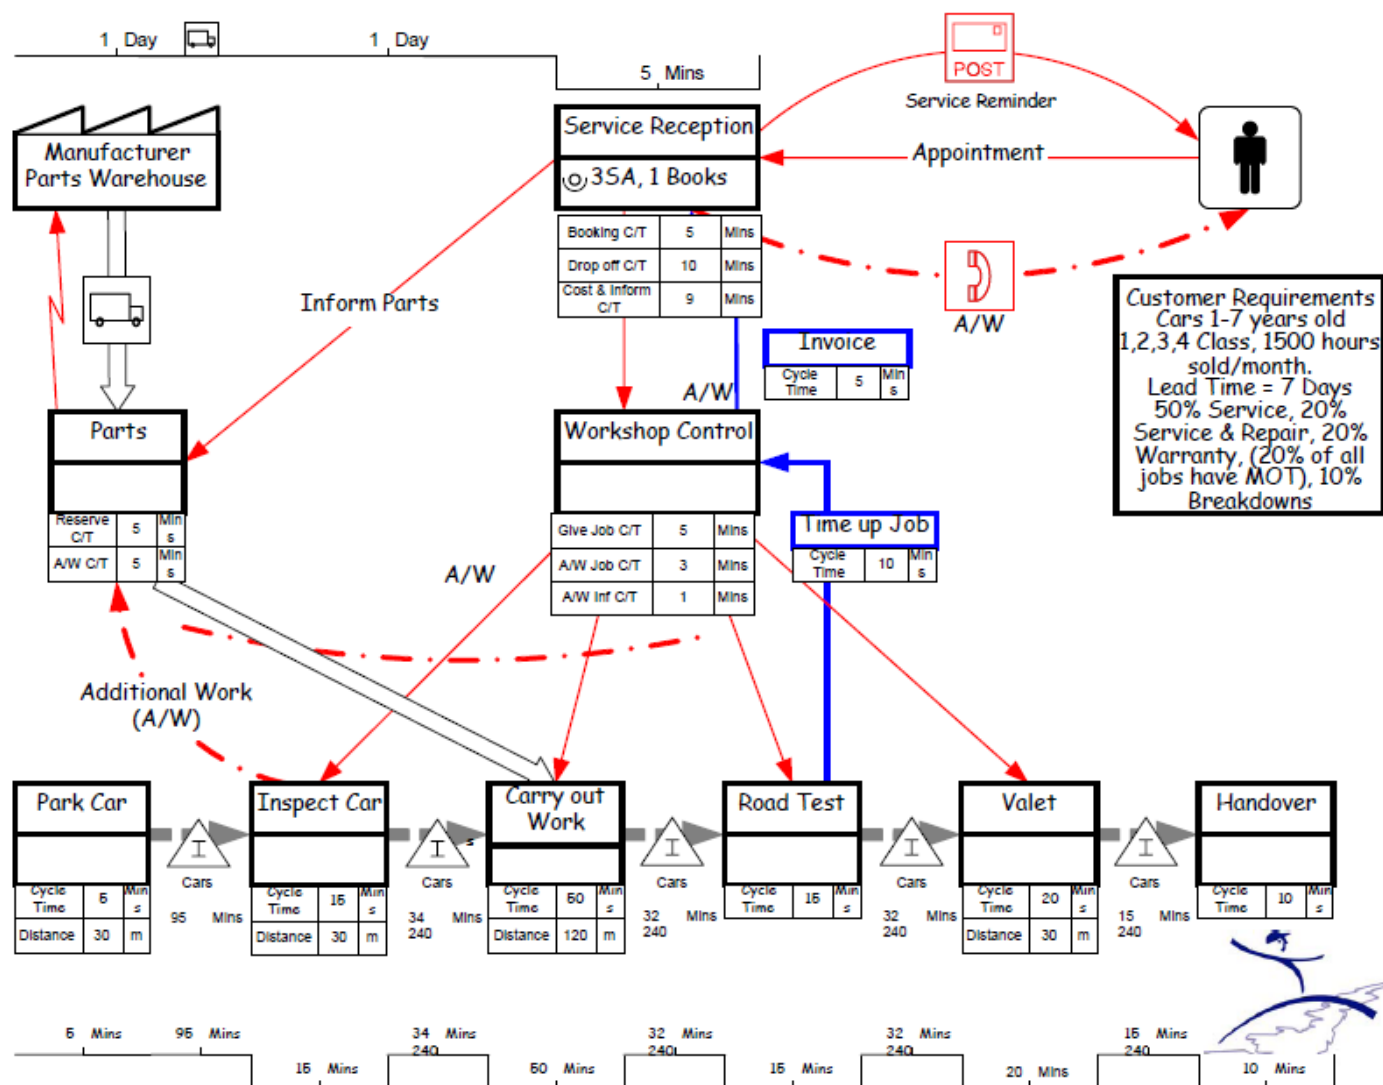 1 Day
1 Day
5 Mins
POST
Service Reminder
Manufacturer
Parts Warehouse
Service Reception
3SA, 1 Books
Appointment
Booking C/T 5 Mins
Drop off C/T 10 Mins
Cost & Inform C/T 9 Mins
Inform Parts
A/W
Customer Requirements
Cars 1-7 years old
1,2,3,4 Class, 1500 hours
sold/month.
Lead Time = 7 Days
50% Service, 20%
Service & Repair, 20%
Warranty, (20% of all
jobs have MOT), 10%
Breakdowns
Invoice
Cycle Time 5 Mins
A/W
Parts
Reserve C/T 5 Mins
A/W C/T 5 Mins
Workshop Control
Give Job C/T 5 Mins
A/W Job C/T 3 Mins
A/W Inf C/T 1 Mins
Time up Job
Cycle Time 10 Mins
A/W
Additional Work
(A/W)
Park Car
Cycle Time 5 Mins
Distance 30 m
I
Cars
95 Mins
Inspect Car
Cycle Time 15 Mins
Distance 30 m
I
s
Cars
34 Mins
240
Carry out
Work
Cycle Time 50 Mins
Distance 120 m
I
Cars
32 Mins
240
Road Test
Cycle Time 15 Mins
I
Cars
32 Mins
240
Valet
Cycle Time 20 Mins
Distance 30 m
I
Cars
15 Mins
240
Handover
Cycle Time 10 Mins
5 Mins
95 Mins
34 Mins
240
32 Mins
240
32 Mins
240
15 Mins
240
15 Mins
50 Mins
15 Mins
20 Mins
10 Mins